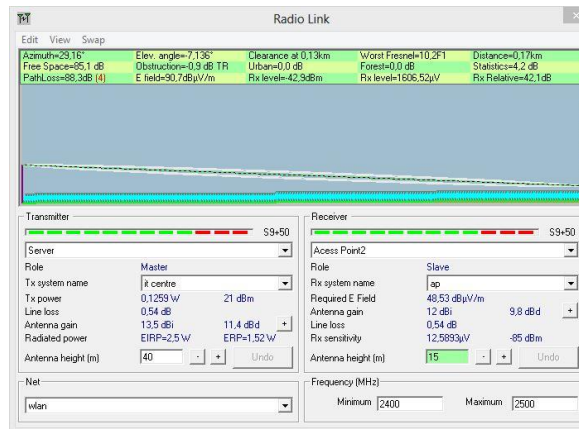 Radio Link
Edit View Swap
Azimuth=29,16° Elev. angle=-7,136° Clearance at 0,13km Worst Fresnel=10,2F1 Distance=0,17km
Free Space=85,1 dB Obstruction=-0,9 dB TR Urban=0,0 dB Forest=0,0 dB Statistics=4,2 dB
PathLoss=88,3dB (4) E field=90,7dBµV/m Rx level=-42,9dBm Rx level=1606,52µV Rx Relative=42,1dB
Transmitter Receiver
S9+50 S9+50
Server Acess Point2
Role Master Role Slave
Tx system name it centre Rx system name ap
Tx power 0,1259 W 21 dBm Required E Field 48,53 dBµV/m
Line loss 0,54 dB Antenna gain 12 dBi 9,8 dBd +
Antenna gain 13,5 dBi 11,4 dBd + Line loss 0,54 dB
Radiated power EIRP=2,5 W ERP=1,52 W Rx sensitivity 12,5893µV -85 dBm
Antenna height (m) 40 - + Undo Antenna height (m) 15 - + Undo
Net Frequency (MHz)
wlan Minimum 2400 Maximum 2500